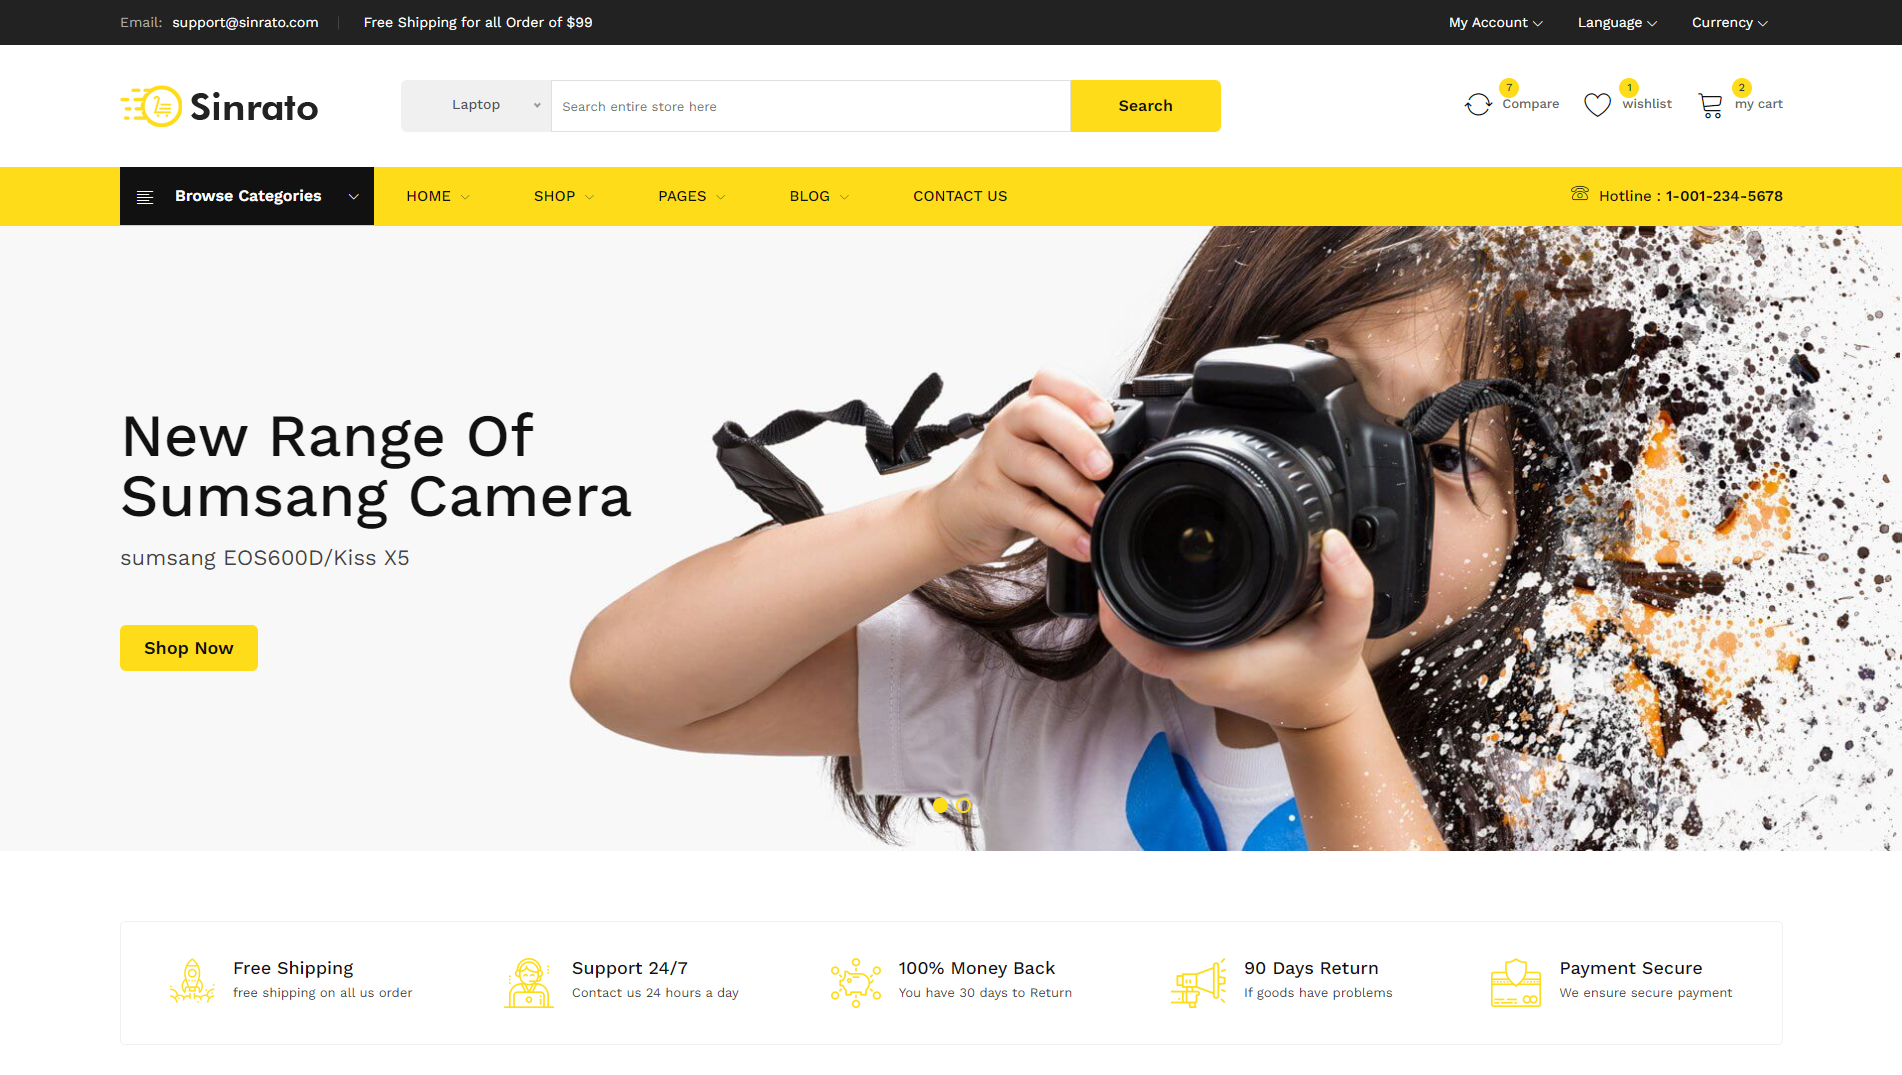 Email: support@sinrato.com Free Shipping for all Order of $99 My Account Language Currency
Sinrato Laptop Search entire store here Search 7 Compare 1 wishlist 2 my cart
Browse Categories HOME SHOP PAGES BLOG CONTACT US Hotline : 1-001-234-5678
New Range Of
Sumsang Camera
sumsang EOS600D/Kiss X5
Shop Now
Free Shipping
free shipping on all us order
Support 24/7
Contact us 24 hours a day
100% Money Back
You have 30 days to Return
90 Days Return
If goods have problems
Payment Secure
We ensure secure payment